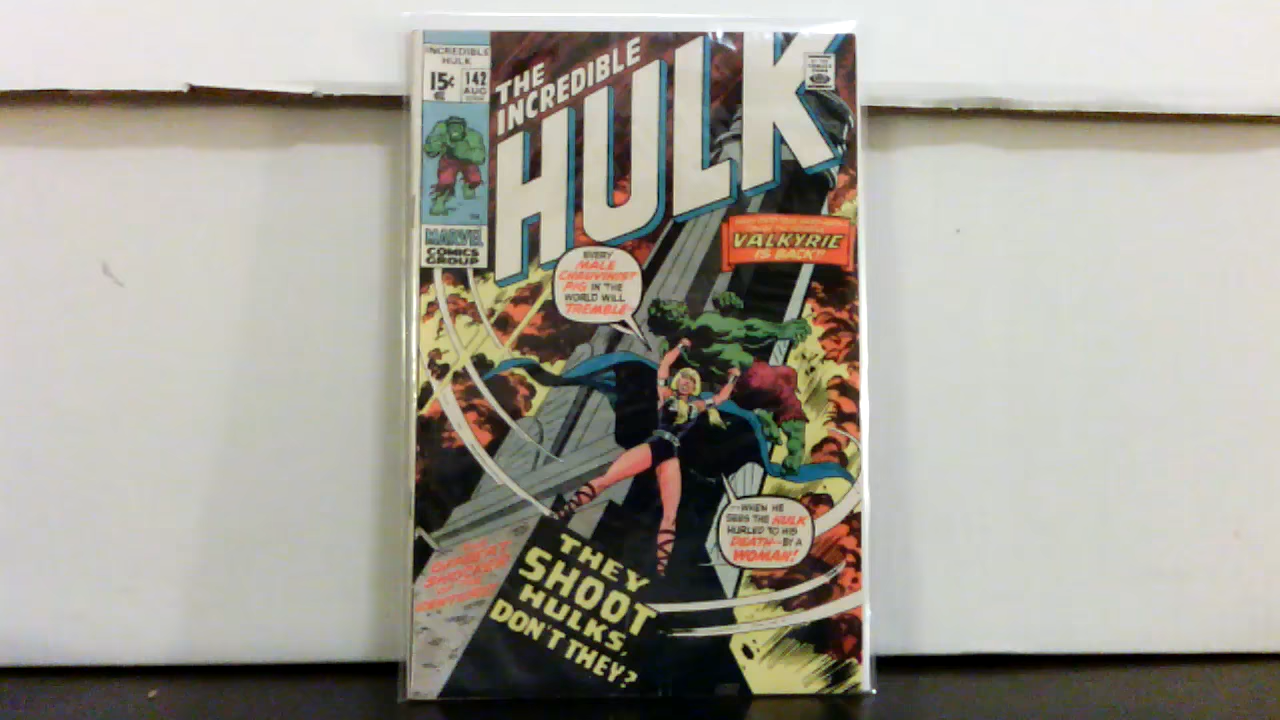 INCREDIBLE
HULK
15¢
142
AUG
THE
INCREDIBLE
HULK
MARVEL
COMICS
GROUP
VALKYRIE
IS BACK!!
EVERY
MALE
CHAUVINIST
PIG IN THE
WORLD WILL
TREMBLE--
--WHEN HE
SEES THE HULK
HURLED TO HIS
DEATH--BY A
WOMAN!
THEY
SHOOT
HULKS,
DON'T THEY?